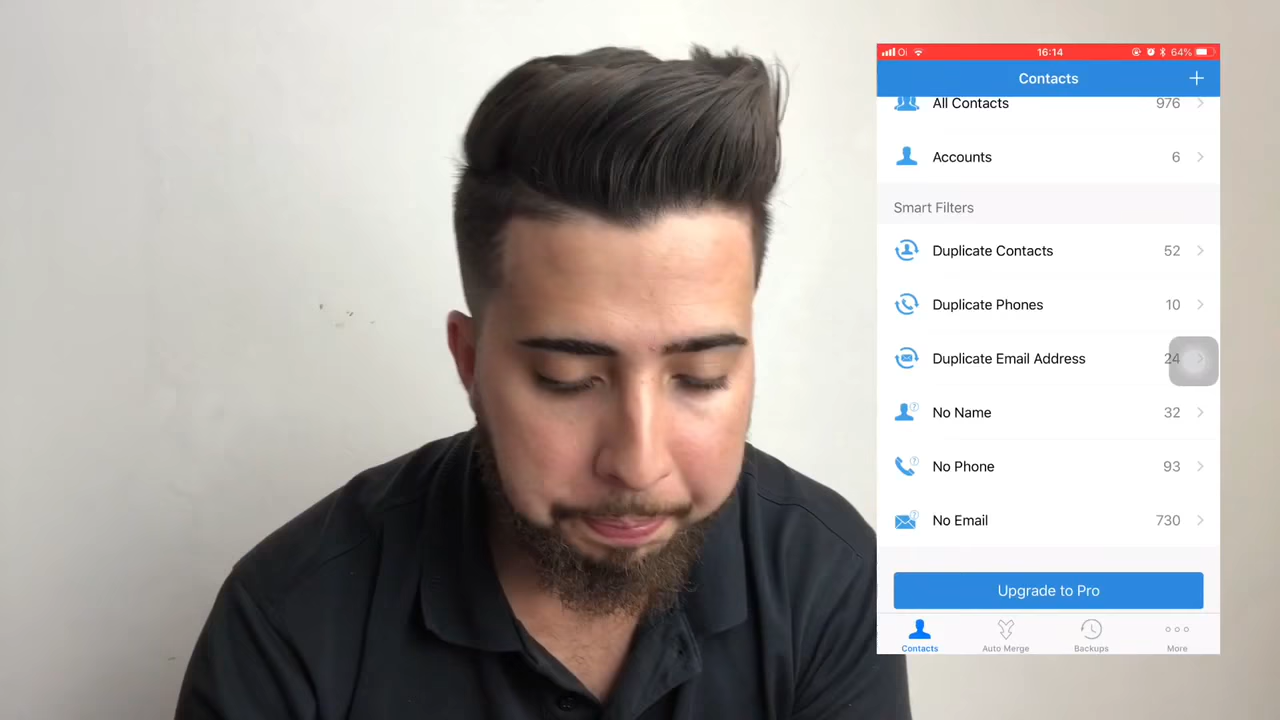 OI 16:14 64%
Contacts
All Contacts 976
Accounts 6
Smart Filters
Duplicate Contacts 52
Duplicate Phones 10
Duplicate Email Address 24
No Name 32
No Phone 93
No Email 730
Upgrade to Pro
Contacts Auto Merge Backups More